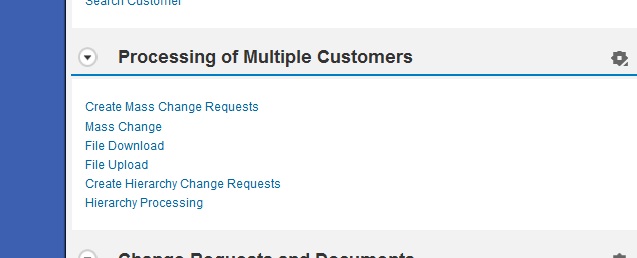 Search Customer
Processing of Multiple Customers
Create Mass Change Requests
Mass Change
File Download
File Upload
Create Hierarchy Change Requests
Hierarchy Processing
Change Requests and Documents